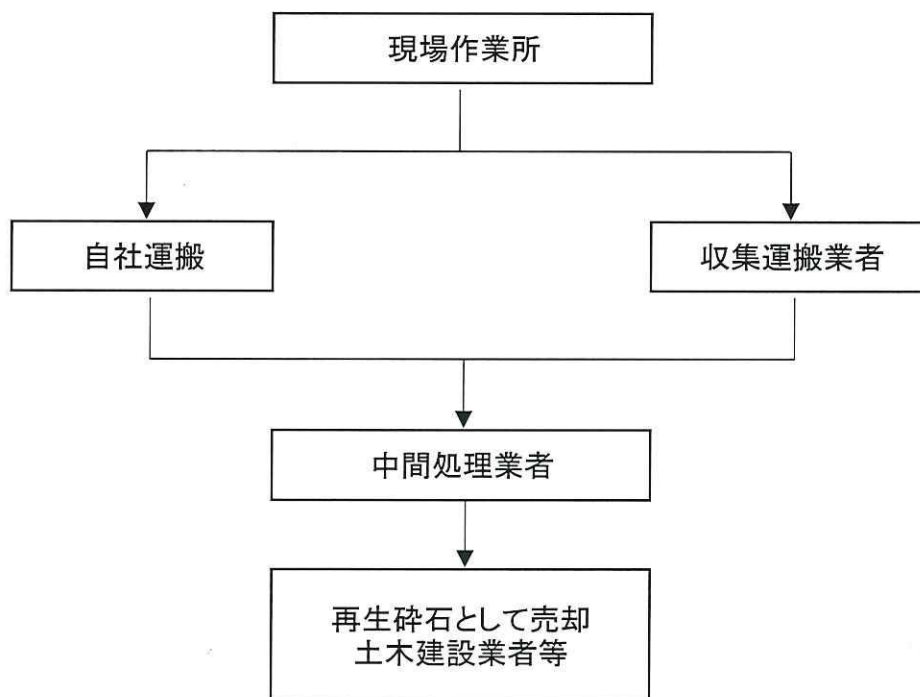 現場作業所
自社運搬
収集運搬業者
中間処理業者
再生砕石として売却
土木建設業者等